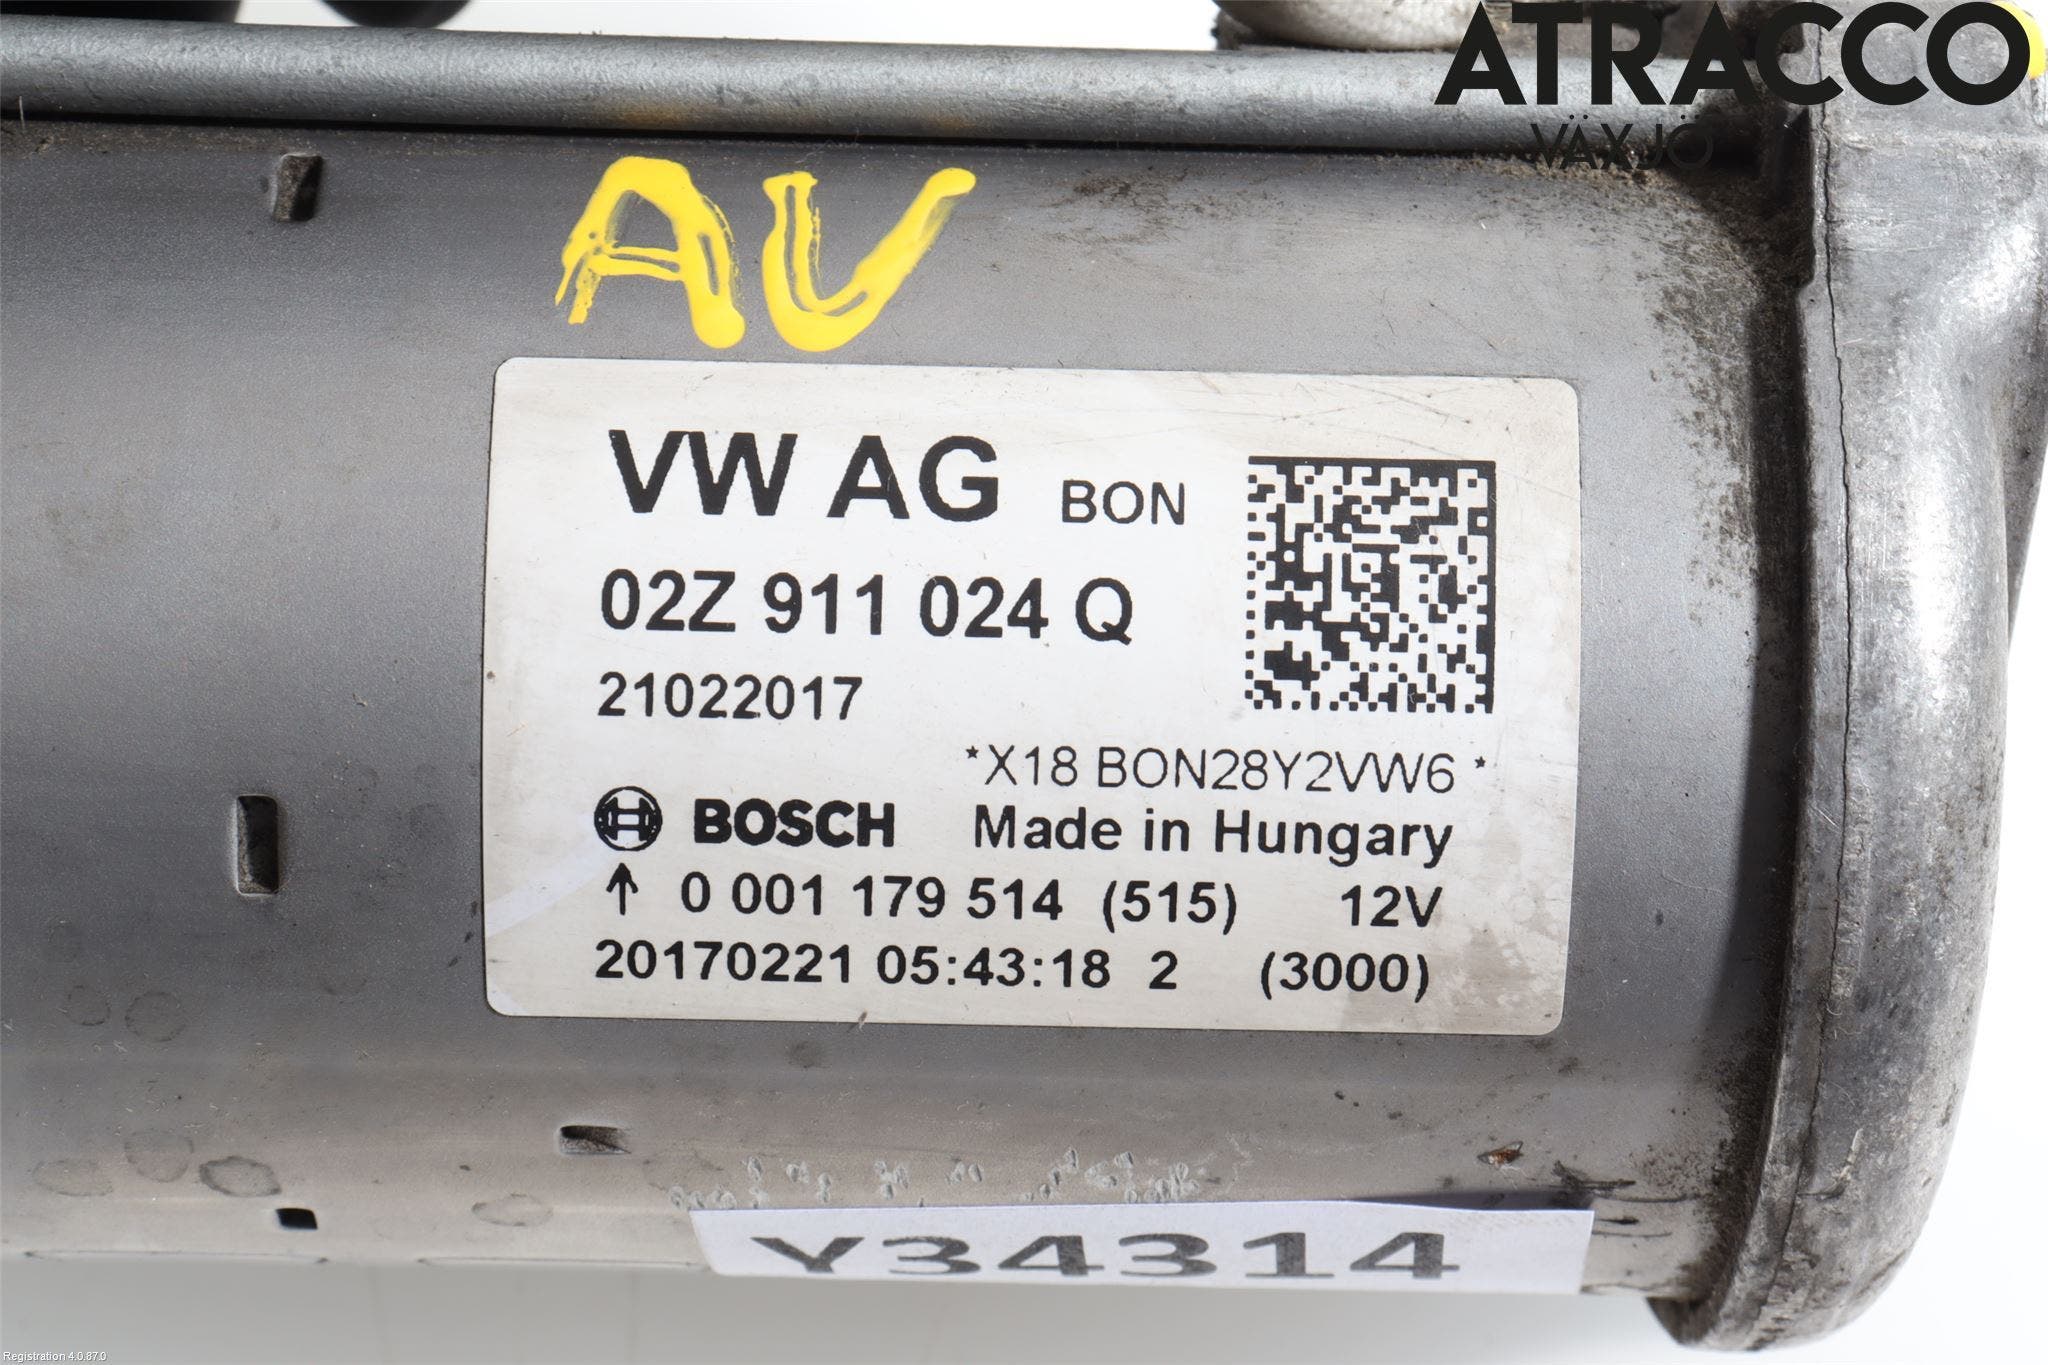 ATRACCO
VÄXJÖ
AU
VW AG BON
02Z 911 024 Q
21022017
*X18 BON28Y2VW6*
BOSCH Made in Hungary
↑ 0 001 179 514 (515) 12V
20170221 05:43:18 2 (3000)
Y34314
Registration 4.0.87.0